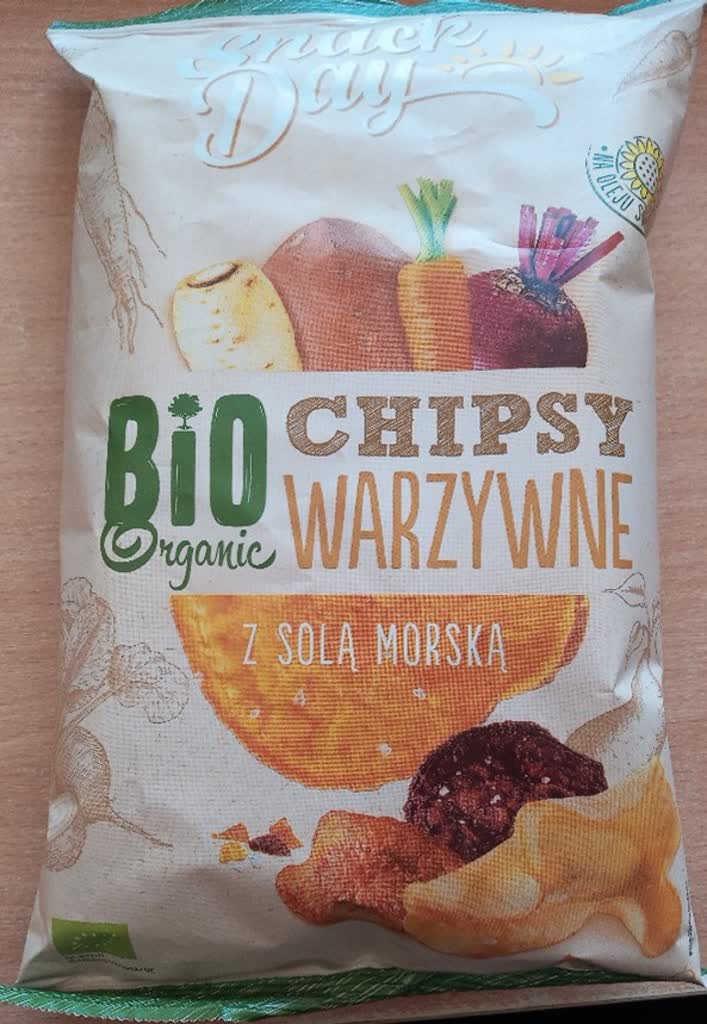 Snack
Day
NA OLEJU
BiO
Organic
CHIPSY
WARZYWNE
Z SOLĄ MORSKĄ